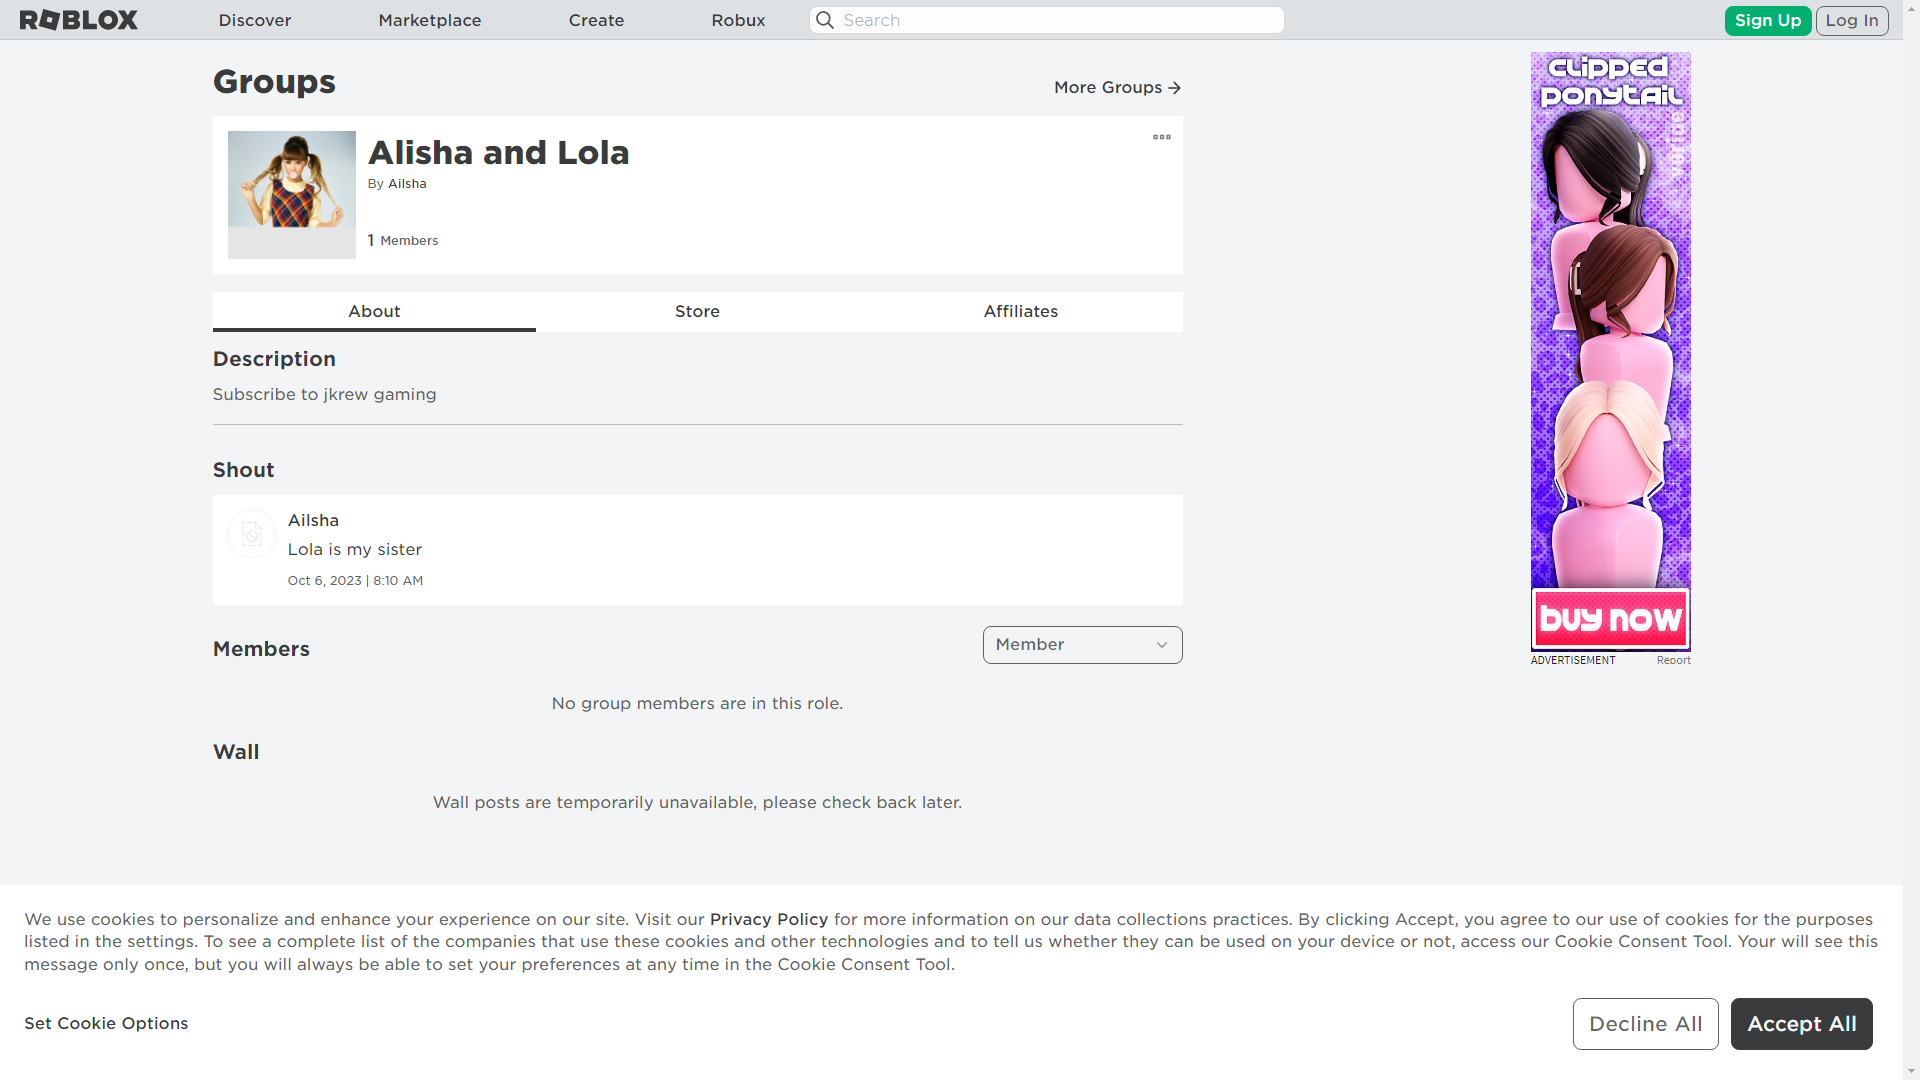 ROBLOX
Discover
Marketplace
Create
Robux
Search
Sign Up
Log In
Groups
More Groups
Alisha and Lola
By Ailsha
1 Members
About
Store
Affiliates
Description
Subscribe to jkrew gaming
Shout
Ailsha
Lola is my sister
Oct 6, 2023 | 8:10 AM
Members
Member
No group members are in this role.
Wall
Wall posts are temporarily unavailable, please check back later.
clipped
ponytail
buy now
ADVERTISEMENT
Report
We use cookies to personalize and enhance your experience on our site. Visit our Privacy Policy for more information on our data collections practices. By clicking Accept, you agree to our use of cookies for the purposes
listed in the settings. To see a complete list of the companies that use these cookies and other technologies and to tell us whether they can be used on your device or not, access our Cookie Consent Tool. Your will see this
message only once, but you will always be able to set your preferences at any time in the Cookie Consent Tool.
Set Cookie Options
Decline All
Accept All